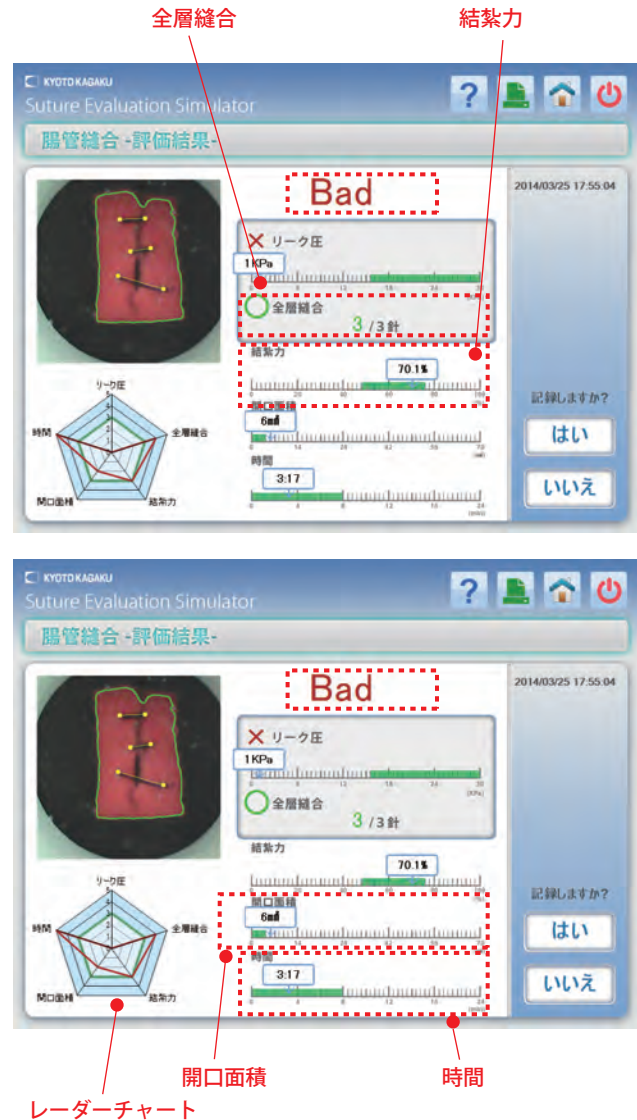 全層縫合
結紮力
KYOTO KAGAKU
Suture Evaluation Simulator
?
腸管縫合 -評価結果-
Bad
2014/03/25 17:55:04
リーク圧
1KPa
全層縫合
3 /3針
結紮力
70.1%
開口面積
6㎟
時間
3:17
リーク圧
時間
全層縫合
開口面積
結紮力
記録しますか?
はい
いいえ
KYOTO KAGAKU
Suture Evaluation Simulator
?
腸管縫合 -評価結果-
Bad
2014/03/25 17:55:04
リーク圧
1KPa
全層縫合
3 /3針
結紮力
70.1%
開口面積
6㎟
時間
3:17
リーク圧
時間
全層縫合
開口面積
結紮力
記録しますか?
はい
いいえ
開口面積
時間
レーダーチャート